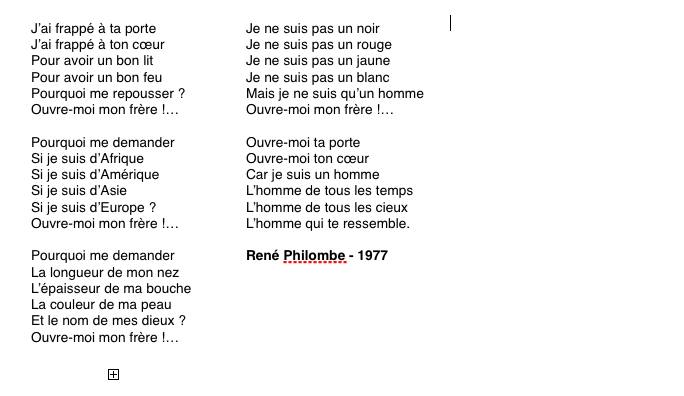 J'ai frappé à ta porte
J'ai frappé à ton cœur
Pour avoir un bon lit
Pour avoir un bon feu
Pourquoi me repousser ?
Ouvre-moi mon frère !…

Pourquoi me demander
Si je suis d'Afrique
Si je suis d'Amérique
Si je suis d'Asie
Si je suis d'Europe ?
Ouvre-moi mon frère !…

Pourquoi me demander
La longueur de mon nez
L'épaisseur de ma bouche
La couleur de ma peau
Et le nom de mes dieux ?
Ouvre-moi mon frère !…

Je ne suis pas un noir
Je ne suis pas un rouge
Je ne suis pas un jaune
Je ne suis pas un blanc
Mais je ne suis qu'un homme
Ouvre-moi mon frère !…

Ouvre-moi ta porte
Ouvre-moi ton cœur
Car je suis un homme
L'homme de tous les temps
L'homme de tous les cieux
L'homme qui te ressemble.

René Philombe - 1977